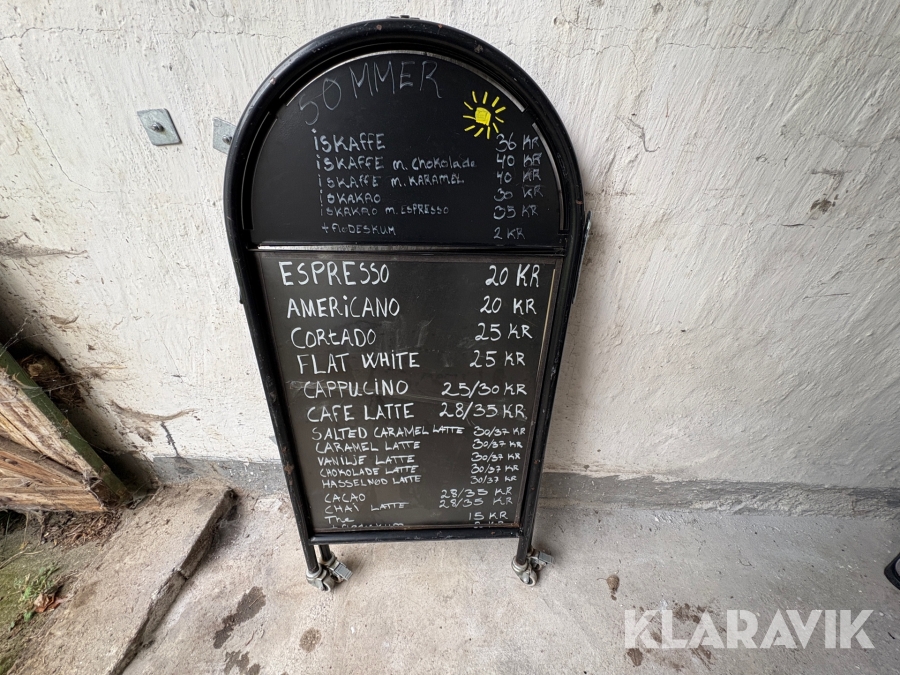 SOMMER
iSKAFFE 36 KR
iSKAFFE m. CHOKOLADE 40 KR
iSKAFFE m. KARAMEL 40 KR
ISKAKAO 30 KR
ISKAKAO m. ESPRESSO 35 KR
+ FlØDESKUM 2 KR
ESPRESSO 20 KR
AMERiCANO 20 KR
CORtADO 25 KR
FLAT WHITE 25 KR
CAPPUCINO 25/30 KR
CAFE LATTE 28/35 KR
SALTED CARAMEL LATTE 30/37 KR
CARAMEL LATTE 30/37 KR
VANILJE LATTE 30/37 KR
CHOKOLADE LATTE 30/37 KR
HASSELNØD LATTE 30/37 KR
CACAO 28/35 KR
CHAi LATTE 28/35 KR
The 15 KR
+ flødeskum 2 KR
KLARAVIK